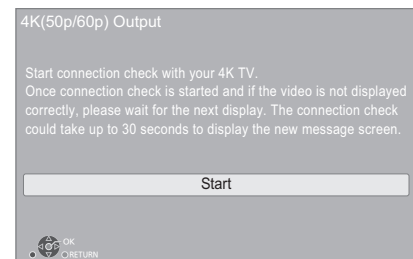 4K(50p/60p) Output
Start connection check with your 4K TV.
Once connection check is started and if the video is not displayed
correctly, please wait for the next display. The connection check
could take up to 30 seconds to display the new message screen.
Start
OK
RETURN